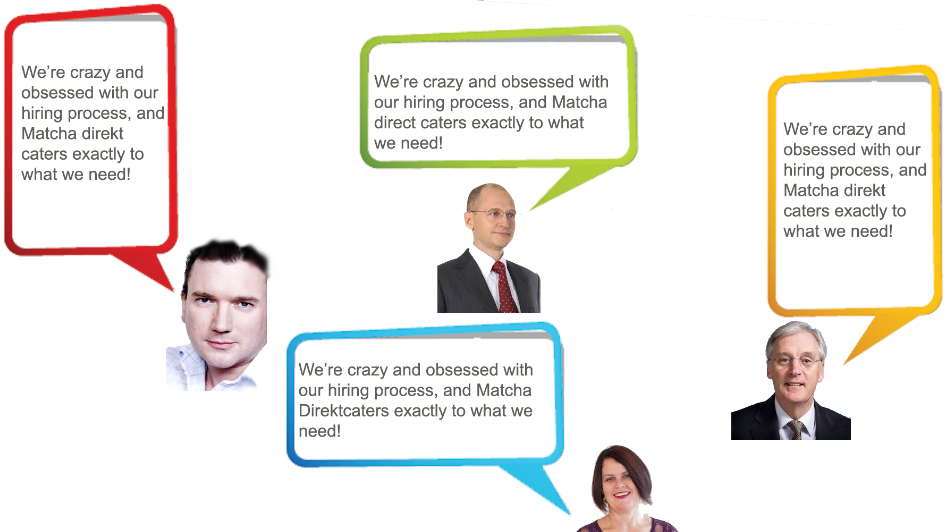 We're crazy and
obsessed with our
hiring process, and
Matcha direkt
caters exactly to
what we need!
We're crazy and obsessed with
our hiring process, and Matcha
direct caters exactly to what
we need!
We're crazy and
obsessed with our
hiring process, and
Matcha direkt
caters exactly to
what we need!
We're crazy and obsessed with
our hiring process, and Matcha
Direktcaters exactly to what we
need!